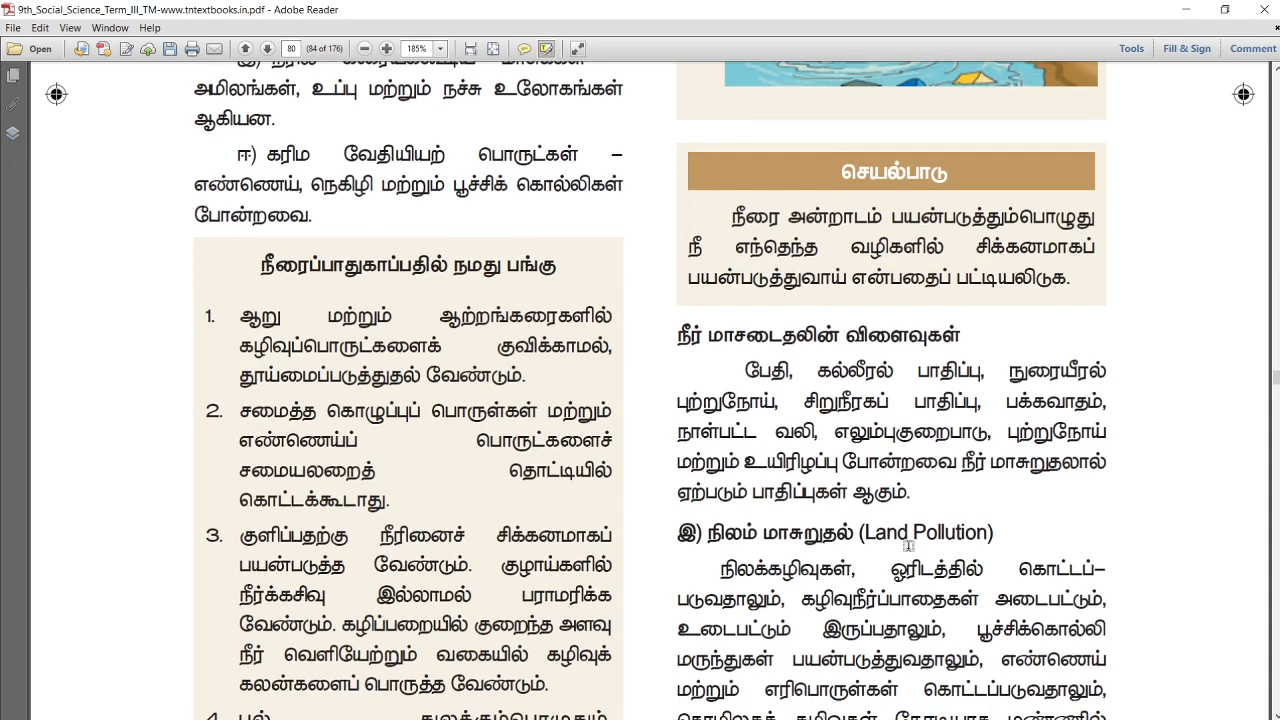 9th_Social_Science_Term_III_TM-www.tntextbooks.in.pdf - Adobe Reader
File Edit View Window Help
Open 80 (84 of 176) 185% Tools Fill & Sign Comment
அமிலங்கள், உப்பு மற்றும் நச்சு உலோகங்கள்
ஆகியன.
ஈ) கரிம வேதியியற் பொருட்கள் –
எண்ணெய், நெகிழி மற்றும் பூச்சிக் கொல்லிகள்
போன்றவை.
நீரைப்பாதுகாப்பதில் நமது பங்கு
1. ஆறு மற்றும் ஆற்றங்கரைகளில்
கழிவுப்பொருட்களைக் குவிக்காமல்,
தூய்மைப்படுத்துதல் வேண்டும்.
2. சமைத்த கொழுப்புப் பொருள்கள் மற்றும்
எண்ணெய்ப் பொருட்களைச்
சமையலறைத் தொட்டியில்
கொட்டக்கூடாது.
3. குளிப்பதற்கு நீரினைச் சிக்கனமாகப்
பயன்படுத்த வேண்டும். குழாய்களில்
நீர்க்கசிவு இல்லாமல் பராமரிக்க
வேண்டும். கழிப்பறையில் குறைந்த அளவு
நீர் வெளியேற்றும் வகையில் கழிவுக்
கலன்களைப் பொருத்த வேண்டும்.
4. பல்
செயல்பாடு
நீரை அன்றாடம் பயன்படுத்தும்பொழுது
நீ எந்தெந்த வழிகளில் சிக்கனமாகப்
பயன்படுத்துவாய் என்பதைப் பட்டியலிடுக.
நீர் மாசடைதலின் விளைவுகள்
பேதி, கல்லீரல் பாதிப்பு, நுரையீரல்
புற்றுநோய், சிறுநீரகப் பாதிப்பு, பக்கவாதம்,
நாள்பட்ட வலி, எலும்புகுறைபாடு, புற்றுநோய்
மற்றும் உயிரிழப்பு போன்றவை நீர் மாசுறுதலால்
ஏற்படும் பாதிப்புகள் ஆகும்.
இ) நிலம் மாசுறுதல் (Land Pollution)
நிலக்கழிவுகள், ஓரிடத்தில் கொட்டப்–
படுவதாலும், கழிவுநீர்ப்பாதைகள் அடைபட்டும்,
உடைபட்டும் இருப்பதாலும், பூச்சிக்கொல்லி
மருந்துகள் பயன்படுத்துவதாலும், எண்ணெய்
மற்றும் எரிபொருள்கள் கொட்டப்படுவதாலும்,